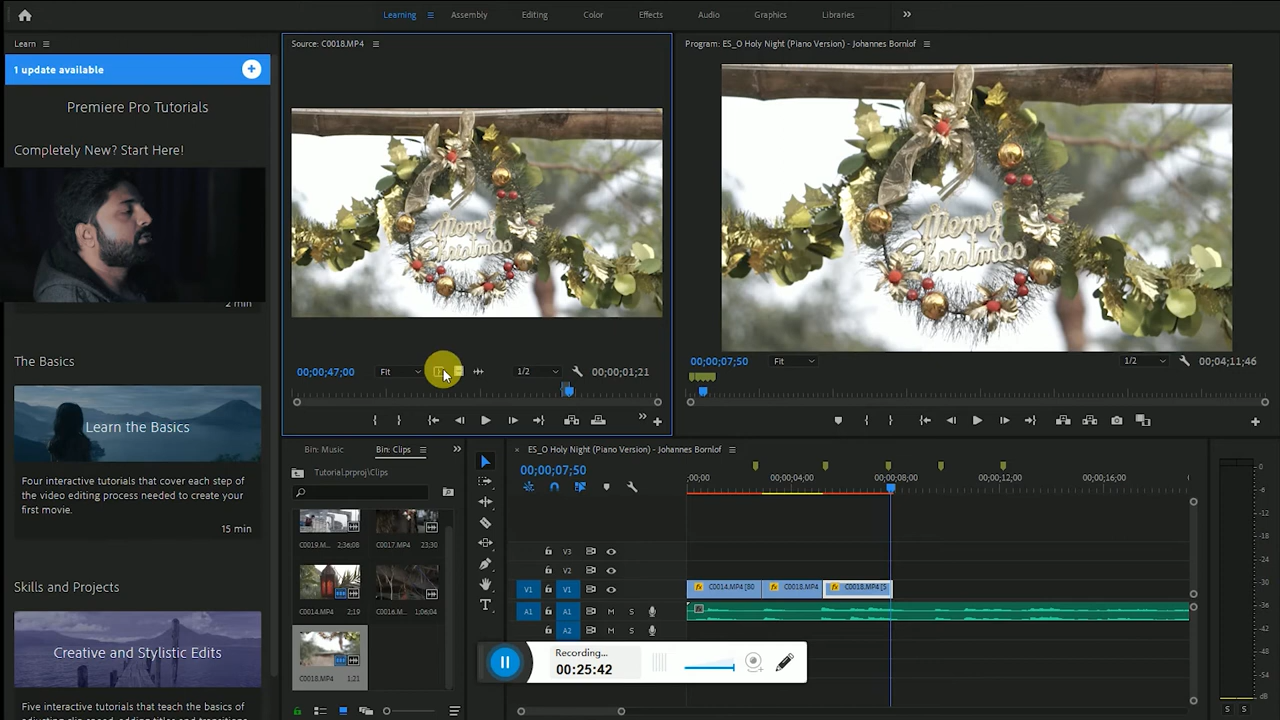 Learning
Assembly
Editing
Color
Effects
Audio
Graphics
Libraries
Learn
1 update available
Premiere Pro Tutorials
Completely New? Start Here!
2 min
The Basics
Learn the Basics
Four interactive tutorials that cover each step of
the video editing process needed to create your
first movie.
15 min
Skills and Projects
Creative and Stylistic Edits
Five interactive tutorials that teach the basics of
Source: C0018.MP4
Merry
Christmas
00;00;47;00
Fit
1/2
00;00;01;21
Program: ES_O Holy Night (Piano Version) - Johannes Bornlof
Merry
Christmas
00;00;07;50
Fit
1/2
00;04;11;46
Bin: Music
Bin: Clips
Tutorial.prproj\Clips
C0019.M...
2;36;08
C0017.MP4
23;30
C0014.MP4
2;19
C0016.M...
1;06;04
C0018.MP4
1;21
ES_O Holy Night (Piano Version) - Johannes Bornlof
00;00;07;50
;00;00
00;00;04;00
00;00;08;00
00;00;12;00
00;00;16;00
V3
V2
V1
V1
C0014.MP4 [80
C0018.MP4
C0018.MP4 [5
A1
A1
M
S
A2
M
S
Recording...
00:25:42
0
-6
-12
-18
-24
-30
-36
-42
-48
-54
dB
S
S